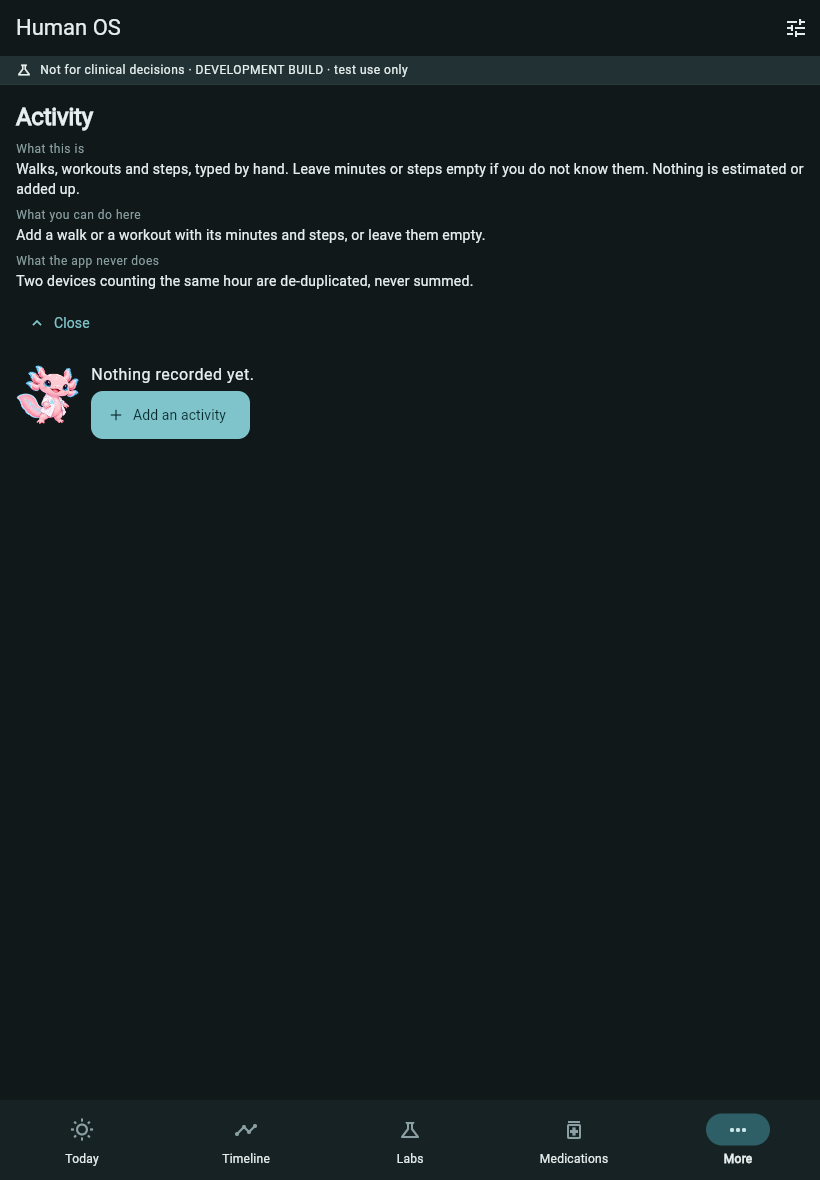 Human OS
Not for clinical decisions · DEVELOPMENT BUILD · test use only
Activity
What this is
Walks, workouts and steps, typed by hand. Leave minutes or steps empty if you do not know them. Nothing is estimated or
added up.
What you can do here
Add a walk or a workout with its minutes and steps, or leave them empty.
What the app never does
Two devices counting the same hour are de-duplicated, never summed.
Close
Nothing recorded yet.
Add an activity
Today
Timeline
Labs
Medications
More